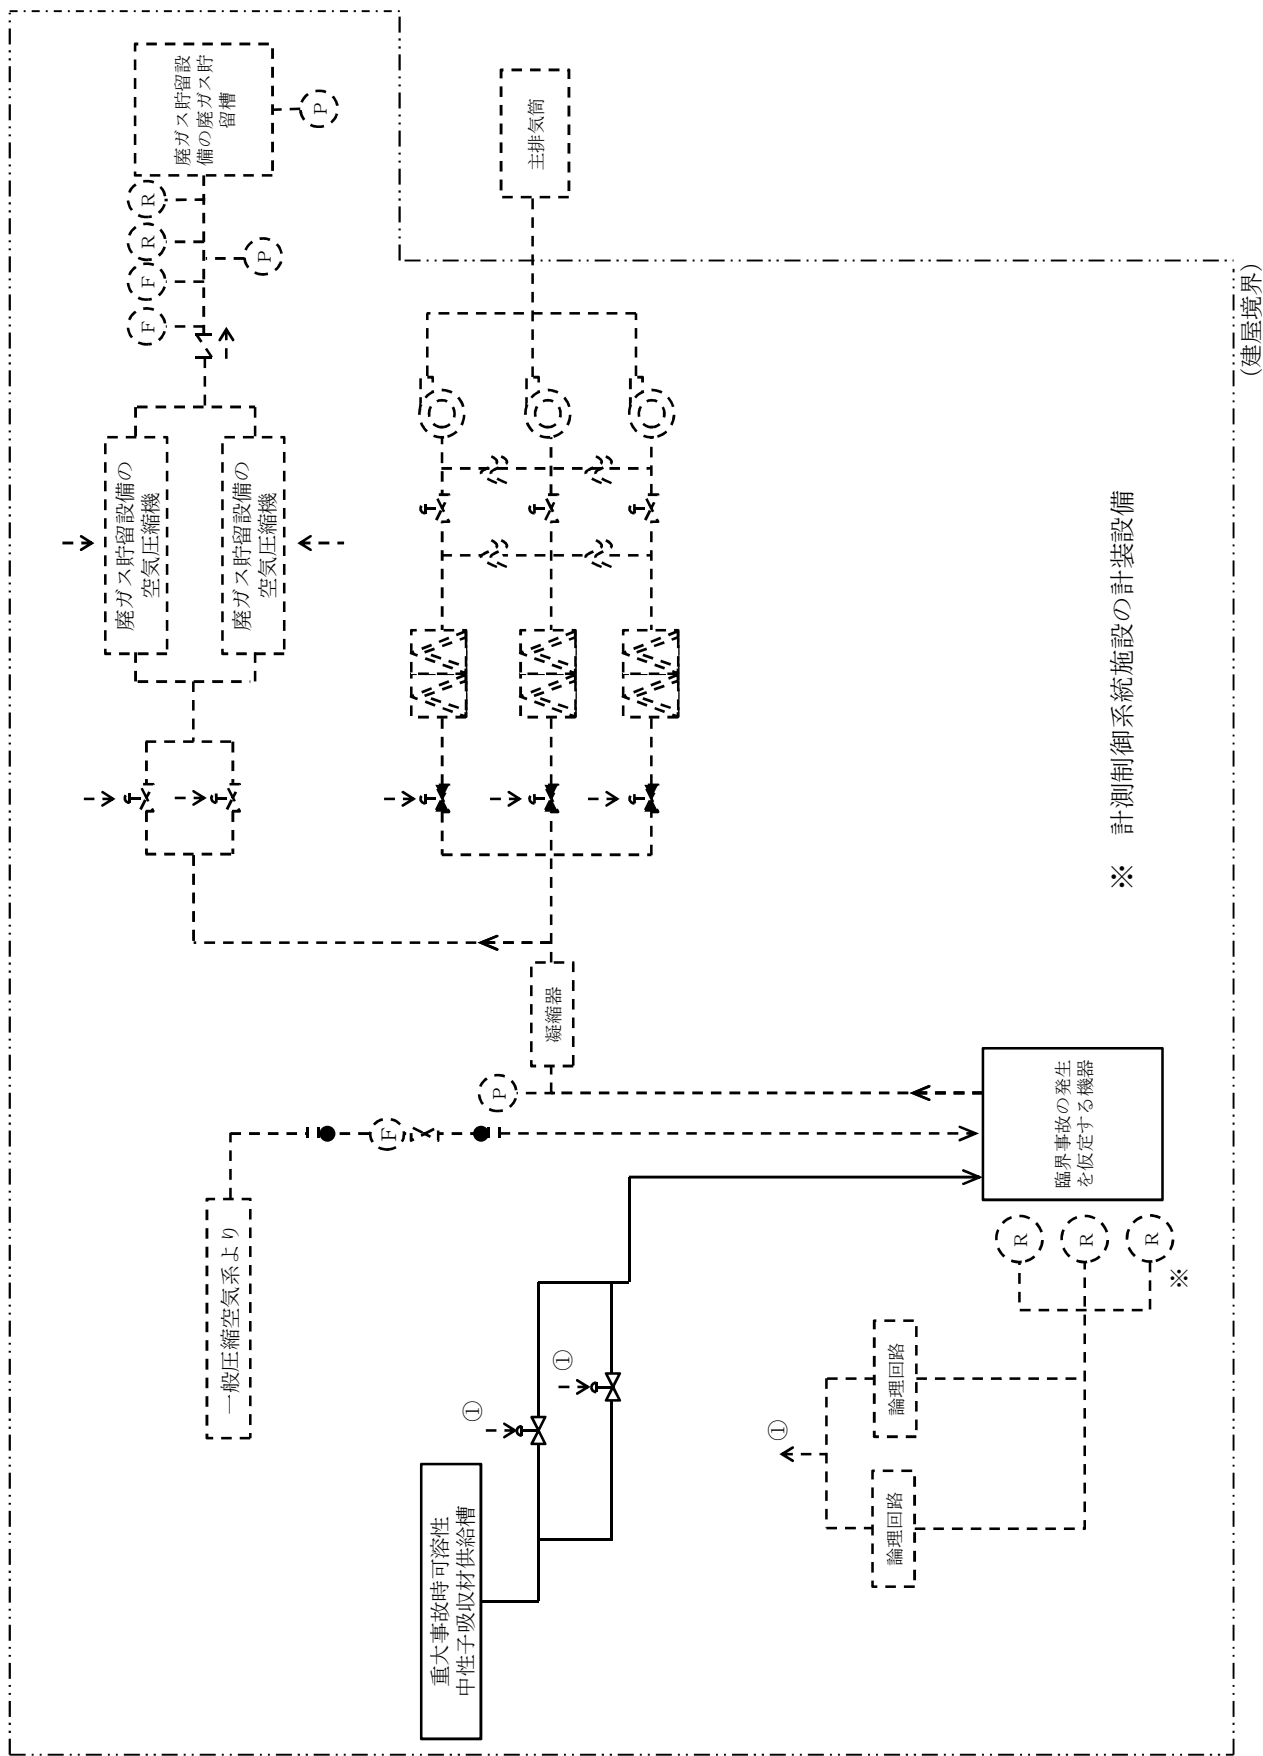 重大事故時可溶性
中性子吸収材供給槽
①
①
一般圧縮空気系より
論理回路
論理回路
①
R
R
R
※
臨界事故の発生
を仮定する機器
F
P
凝縮器
廃ガス貯留設備の
空気圧縮機
廃ガス貯留設備の
空気圧縮機
F
F
R
R
P
廃ガス貯留設
備の廃ガス貯
留槽
P
主排気筒
※ 計測制御系統施設の計装設備
(建屋境界)